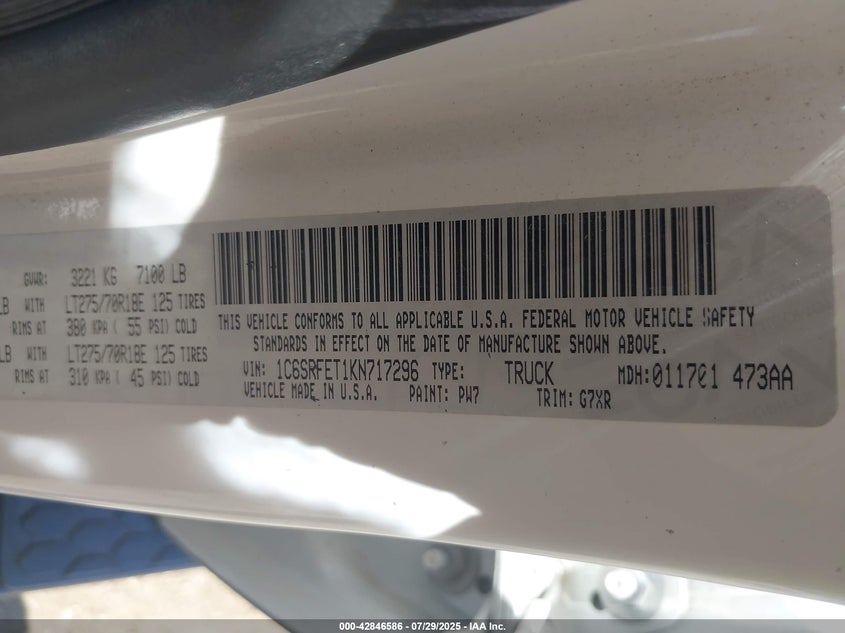 GVWR: 3221 KG 7100 LB
LB WITH LT275/70R18E 125 TIRES
RIMS AT 380 KPA ( 55 PSI) COLD
LB WITH LT275/70R18E 125 TIRES
RIMS AT 310 KPA ( 45 PSI) COLD
THIS VEHICLE CONFORMS TO ALL APPLICABLE U.S.A. FEDERAL MOTOR VEHICLE SAFETY
STANDARDS IN EFFECT ON THE DATE OF MANUFACTURE SHOWN ABOVE.
VIN: 1C6SRFET1KN717296 TYPE: TRUCK MDH:011701 473AA
VEHICLE MADE IN U.S.A. PAINT: PW7 TRIM: G7XR
000-42846586 / 07/29/2025 - IAA Inc.